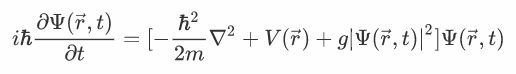 iħ ∂Ψ(r⃗,t)/∂t = [-ħ²/2m ∇² + V(r⃗) + g|Ψ(r⃗,t)|²]Ψ(r⃗,t)